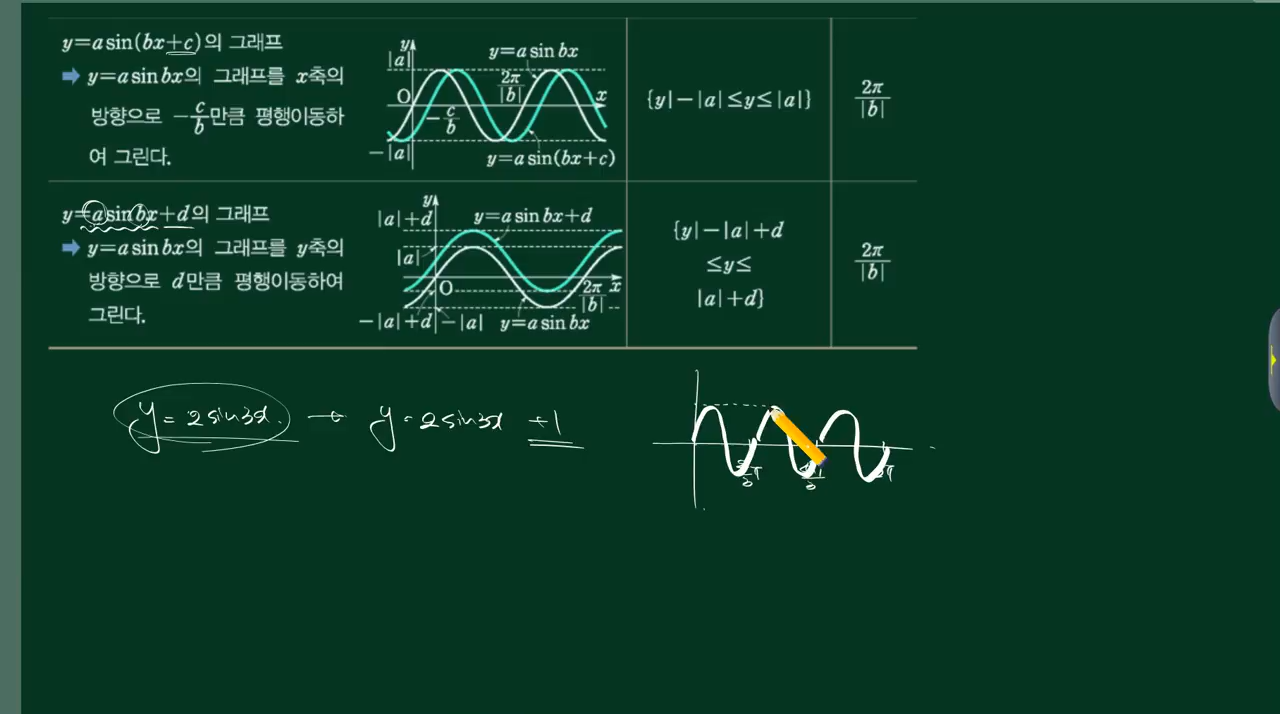 y=a sin(bx+c)의 그래프
➡ y=a sin bx의 그래프를 x축의
방향으로 -c/b만큼 평행이동하
여 그린다.
y
|a|
y=a sin bx
2π/|b|
O
x
-c/b
-|a|
y=a sin(bx+c)
{y|-|a|≤y≤|a|}
2π/|b|
y=a sin bx+d의 그래프
➡ y=a sin bx의 그래프를 y축의
방향으로 d만큼 평행이동하여
그린다.
y
|a|+d
y=a sin bx+d
|a|
O
2π/|b|
x
-|a|+d
-|a|
y=a sin bx
{y|-|a|+d
≤y≤
|a|+d}
2π/|b|
y=2sin3x → y=2sin3x +1